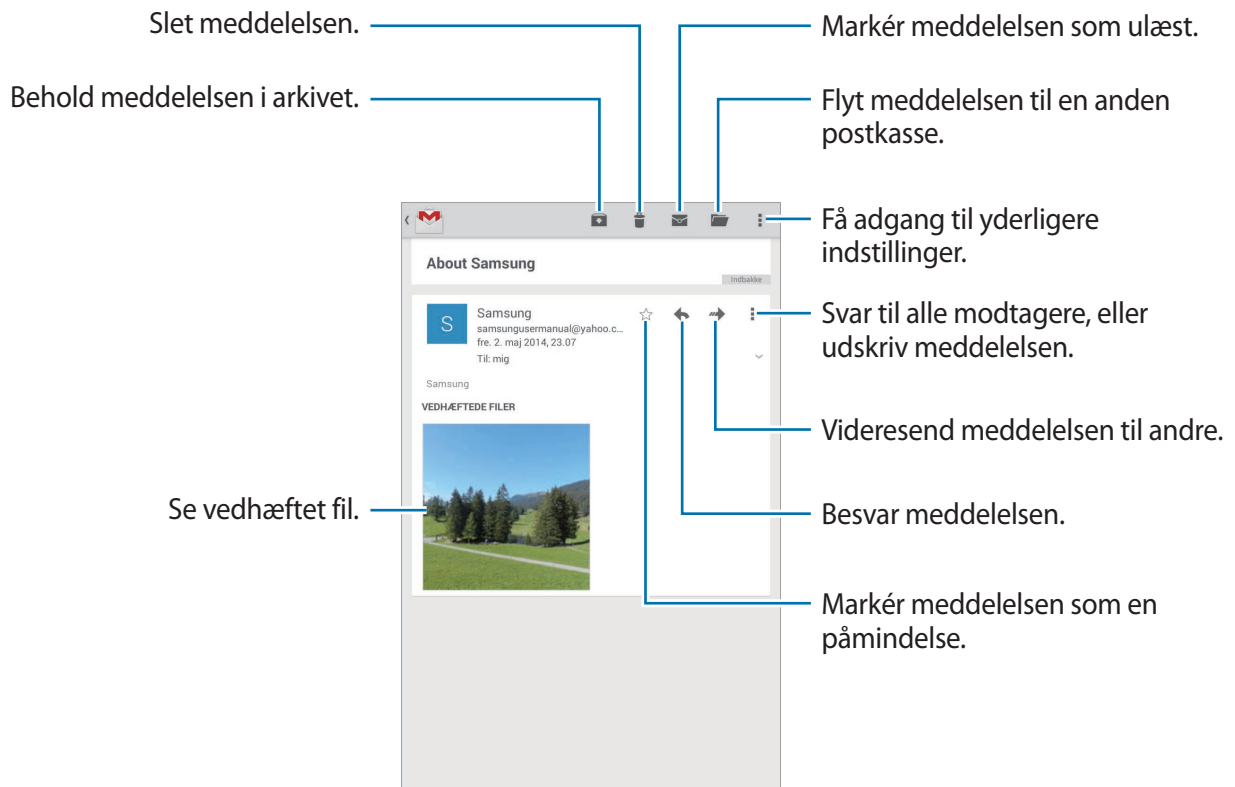 Slet meddelelsen.
Markér meddelelsen som ulæst.
Behold meddelelsen i arkivet.
Flyt meddelelsen til en anden
postkasse.
Få adgang til yderligere
indstillinger.
About Samsung
Indbakke
S
Samsung
samsungusermanual@yahoo.c...
fre. 2. maj 2014, 23.07
Til: mig
Svar til alle modtagere, eller
udskriv meddelelsen.
Samsung
VEDHÆFTEDE FILER
Videresend meddelelsen til andre.
Se vedhæftet fil.
Besvar meddelelsen.
Markér meddelelsen som en
påmindelse.